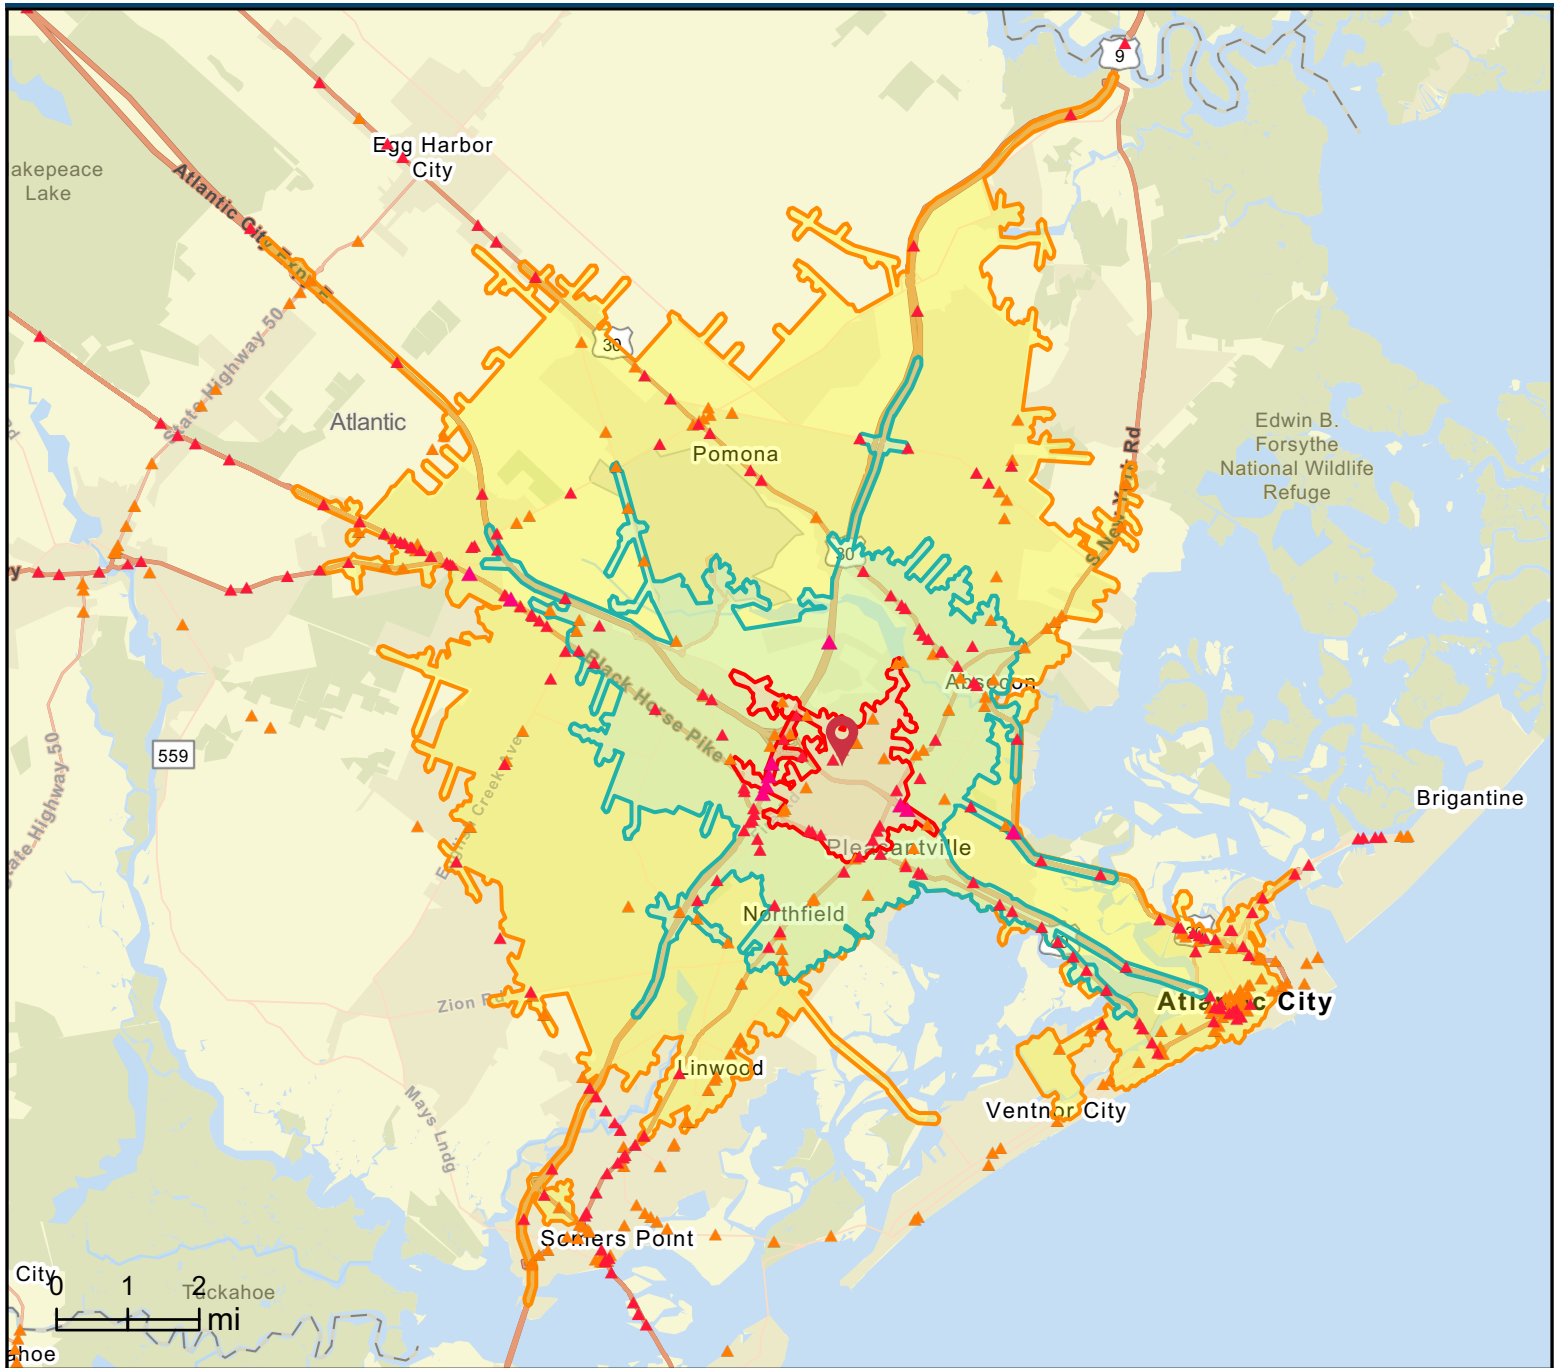 9
Egg Harbor
City
akepeace
Lake
Atlantic City Expy E
State Highway 50
30
Atlantic
Pomona
Edwin B.
Forsythe
National Wildlife
Refuge
S New York Rd
30
Black Horse Pike
Absecon
559
State Highway 50
Brigantine
Pleasantville
Northfield
30
Zion Rd
Atlantic City
Linwood
Mays Lndg
Ventnor City
Somers Point
City
0 1 2
mi
Tuckahoe
ahoe